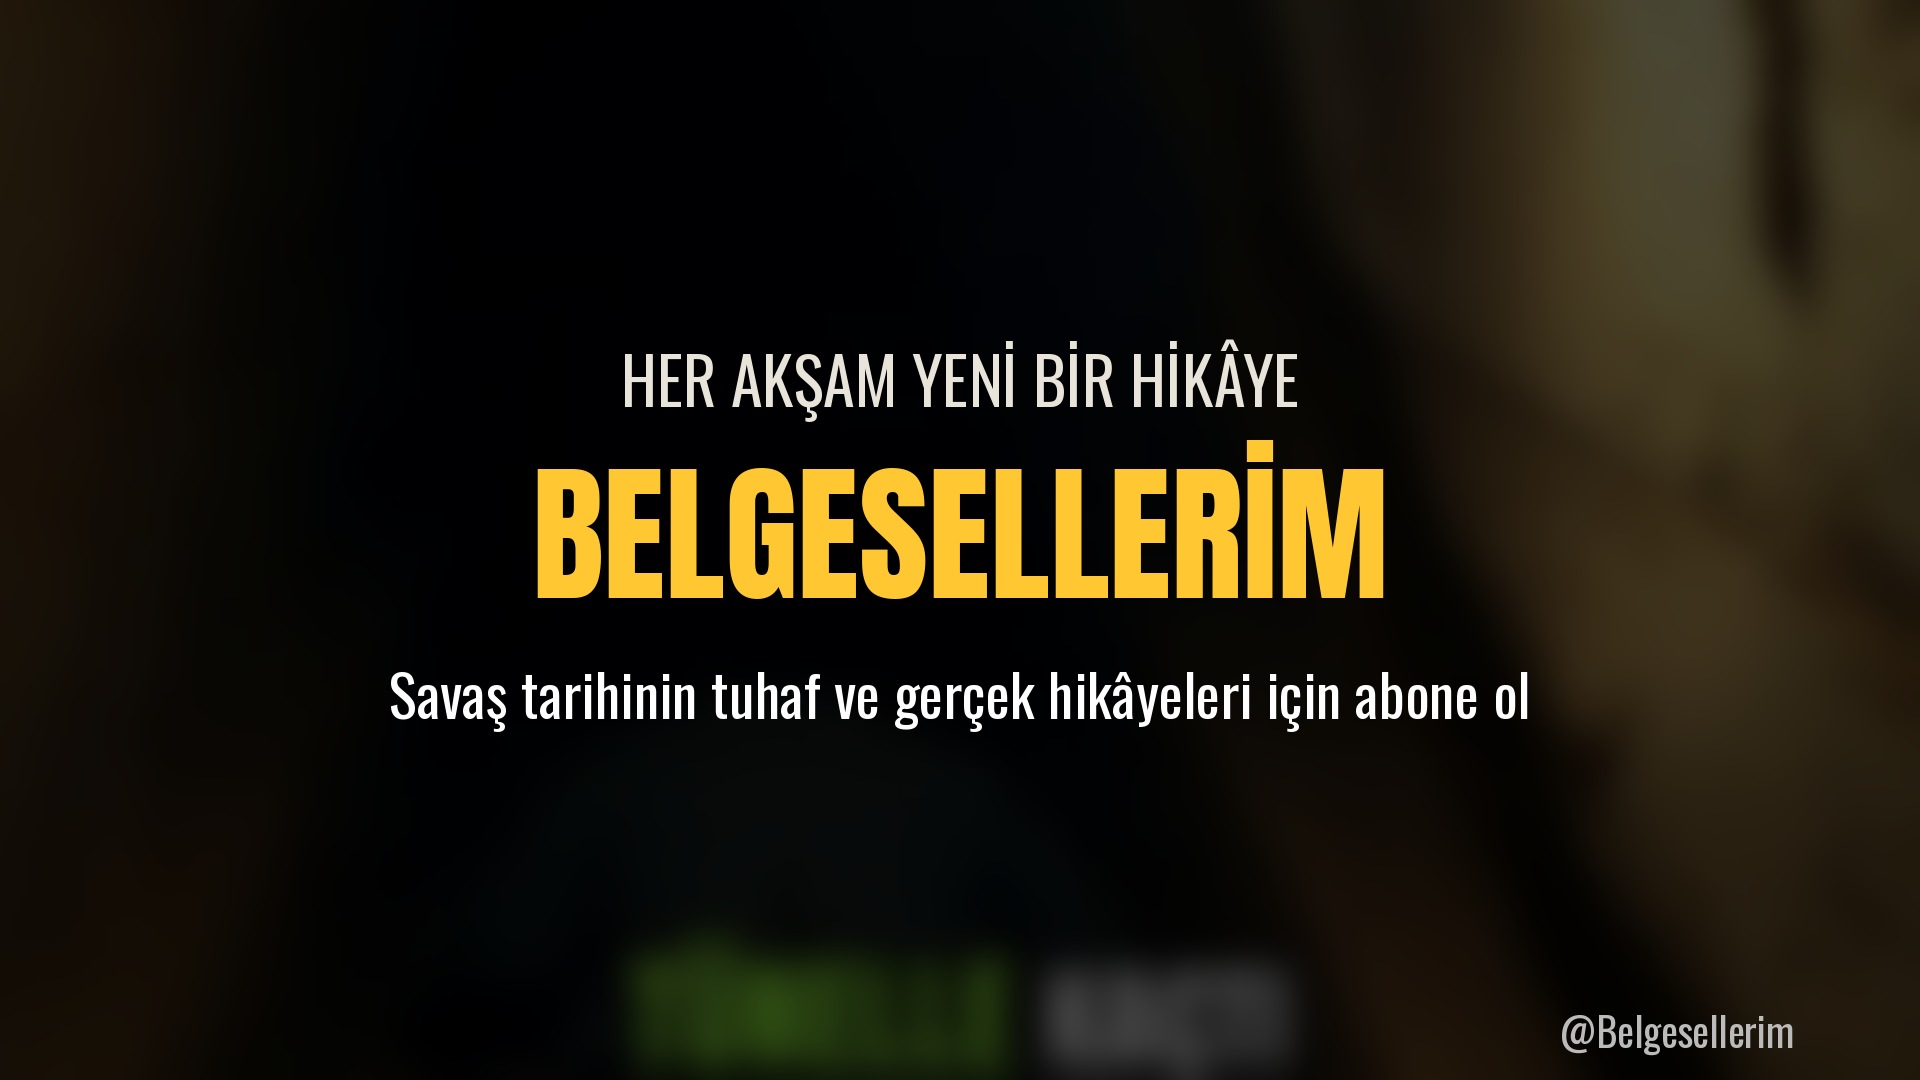 HER AKŞAM YENİ BİR HİKÂYE
BELGESELLERİM
Savaş tarihinin tuhaf ve gerçek hikâyeleri için abone ol
@Belgesellerim